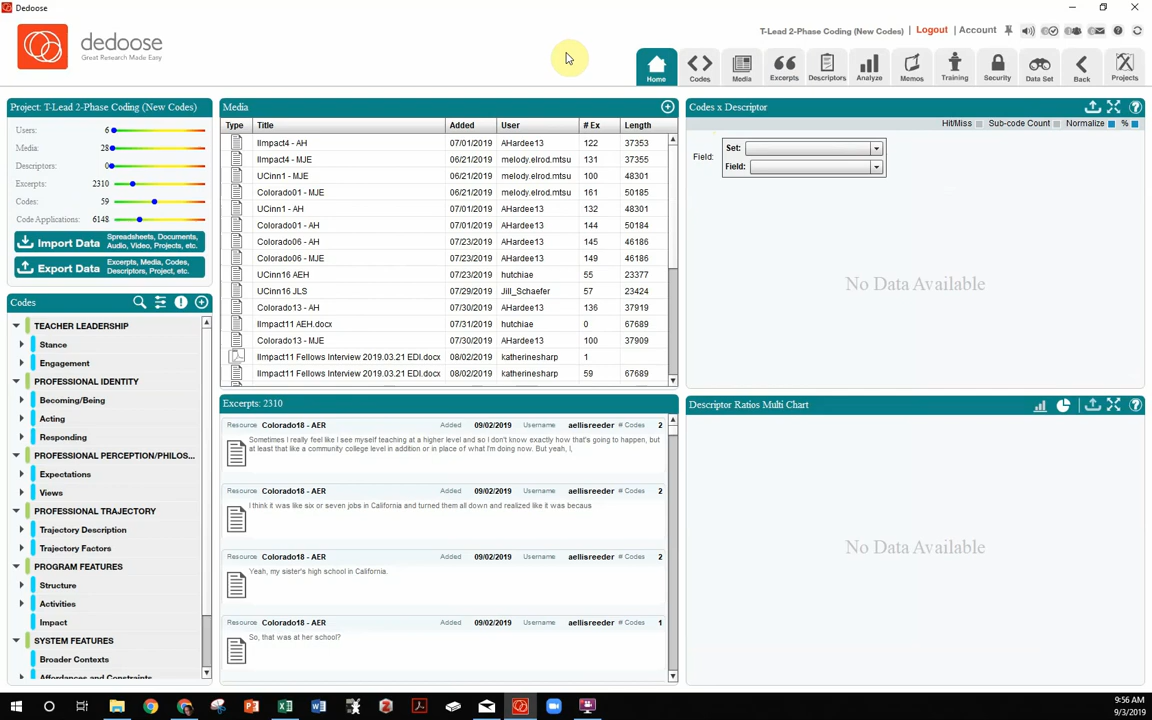 Dedoose
dedoose
Great Research Made Easy
T-Lead 2-Phase Coding (New Codes) Logout Account
Home Codes Media Excerpts Descriptors Analyze Memos Training Security Data Set Back Projects
Project: T-Lead 2-Phase Coding (New Codes)
Users: 6
Media: 28
Descriptors: 0
Excerpts: 2310
Codes: 59
Code Applications: 6148
Import Data Spreadsheets, Documents, Audio, Video, Projects, etc.
Export Data Excerpts, Media, Codes, Descriptors, Project, etc.
Codes
TEACHER LEADERSHIP
Stance
Engagement
PROFESSIONAL IDENTITY
Becoming/Being
Acting
Responding
PROFESSIONAL PERCEPTION/PHILOS...
Expectations
Views
PROFESSIONAL TRAJECTORY
Trajectory Description
Trajectory Factors
PROGRAM FEATURES
Structure
Activities
Impact
SYSTEM FEATURES
Broader Contexts
Affordances and Constraints
Media
Type Title Added User # Ex Length
IImpact4 - AH 07/01/2019 AHardee13 122 37353
IImpact4 - MJE 06/21/2019 melody.elrod.mtsu 131 37355
UCinn1 - MJE 06/21/2019 melody.elrod.mtsu 100 48301
Colorado01 - MJE 06/21/2019 melody.elrod.mtsu 161 50185
UCinn1 - AH 07/01/2019 AHardee13 132 48301
Colorado01 - AH 07/01/2019 AHardee13 144 50184
Colorado06 - AH 07/23/2019 AHardee13 145 46186
Colorado06 - MJE 07/23/2019 AHardee13 149 46186
UCinn16 AEH 07/23/2019 hutchiae 55 23377
UCinn16 JLS 07/29/2019 Jill_Schaefer 57 23424
Colorado13 - AH 07/30/2019 AHardee13 136 37919
IImpact11 AEH.docx 07/31/2019 hutchiae 0 67689
Colorado13 - MJE 07/30/2019 AHardee13 100 37909
IImpact11 Fellows Interview 2019.03.21 EDI.docx 08/02/2019 katherinesharp 1
IImpact11 Fellows Interview 2019.03.21 EDI.docx 08/02/2019 katherinesharp 59 67689
Excerpts: 2310
Resource Colorado18 - AER Added 09/02/2019 Username aellisreeder # Codes 2
Sometimes I really feel like I see myself teaching at a higher level and so I don't know exactly how that's going to happen, but
at least that like a community college level in addition or in place of what I'm doing now. But yeah, I,
Resource Colorado18 - AER Added 09/02/2019 Username aellisreeder # Codes 2
I think it was like six or seven jobs in California and turned them all down and realized like it was becaus
Resource Colorado18 - AER Added 09/02/2019 Username aellisreeder # Codes 2
Yeah, my sister's high school in California.
Resource Colorado18 - AER Added 09/02/2019 Username aellisreeder # Codes 1
So, that was at her school?
Codes x Descriptor
Hit/Miss Sub-code Count Normalize %
Field: Set:
Field:
No Data Available
Descriptor Ratios Multi Chart
No Data Available
9:56 AM
9/3/2019